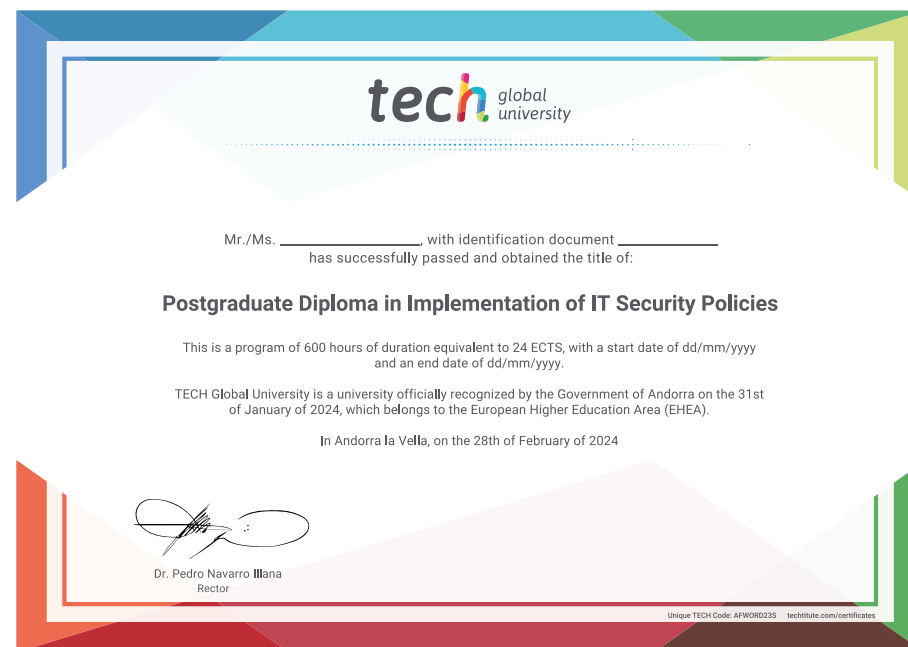 tech global
university
Mr./Ms. ____________, with identification document ____________
has successfully passed and obtained the title of:
Postgraduate Diploma in Implementation of IT Security Policies
This is a program of 600 hours of duration equivalent to 24 ECTS, with a start date of dd/mm/yyyy
and an end date of dd/mm/yyyy.
TECH Global University is a university officially recognized by the Government of Andorra on the 31st
of January of 2024, which belongs to the European Higher Education Area (EHEA).
In Andorra la Vella, on the 28th of February of 2024
Dr. Pedro Navarro Illana
Rector
Unique TECH Code: AFWORD23S techtitute.com/certificates